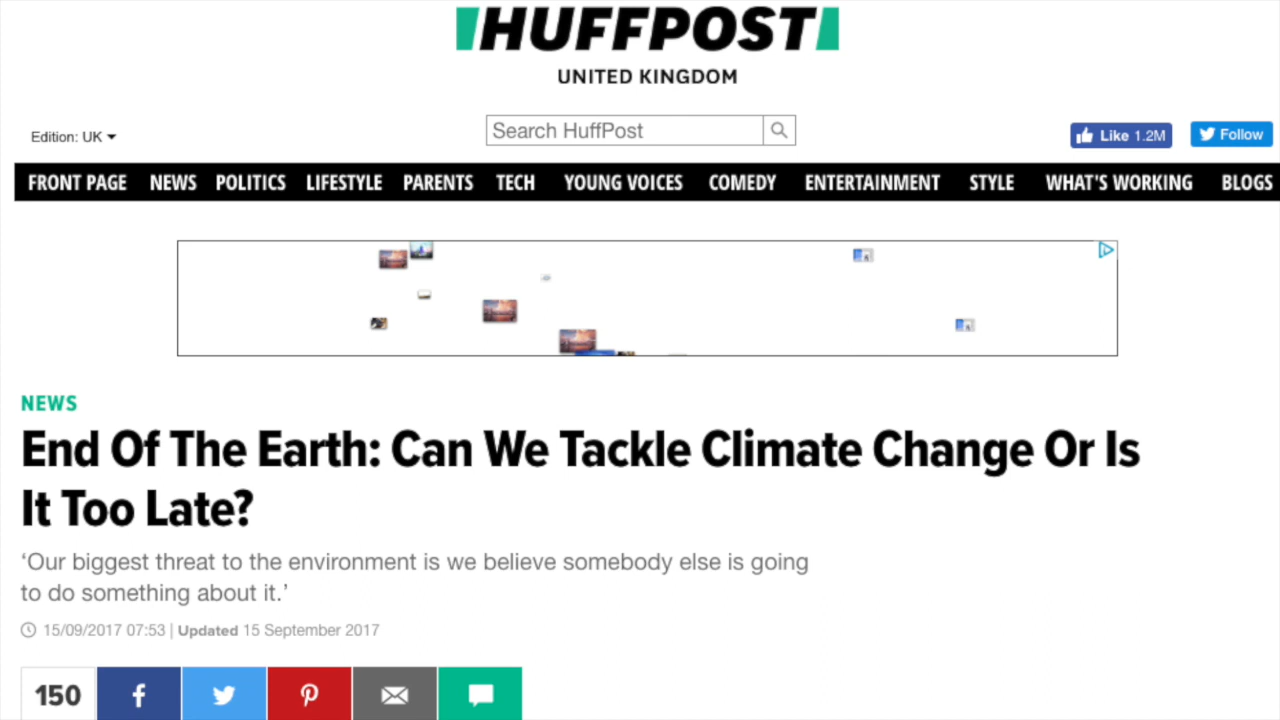 HUFFPOST
UNITED KINGDOM
Edition: UK
Search HuffPost
Like 1.2M
Follow
FRONT PAGE NEWS POLITICS LIFESTYLE PARENTS TECH YOUNG VOICES COMEDY ENTERTAINMENT STYLE WHAT'S WORKING BLOGS
NEWS
End Of The Earth: Can We Tackle Climate Change Or Is
It Too Late?
‘Our biggest threat to the environment is we believe somebody else is going
to do something about it.’
15/09/2017 07:53 | Updated 15 September 2017
150